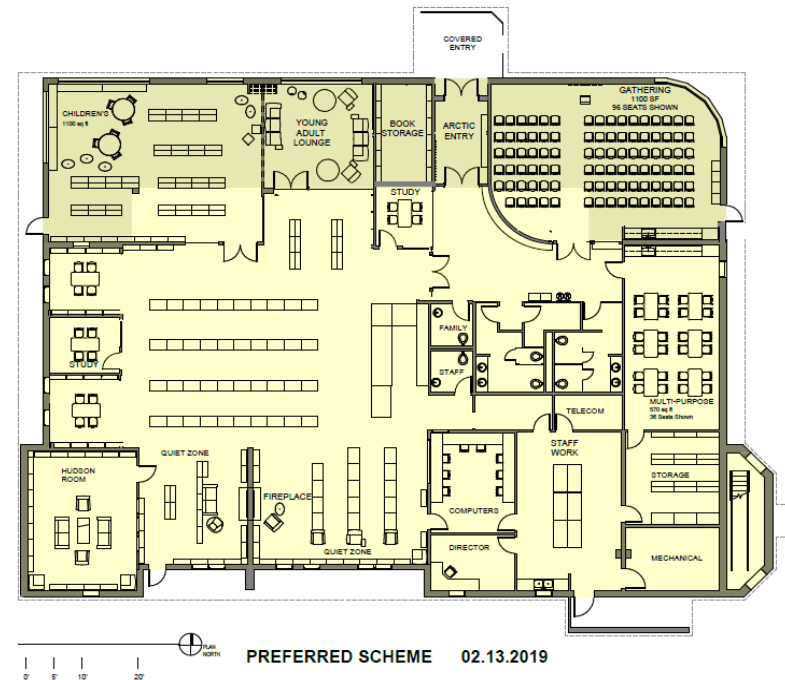 COVERED
ENTRY
CHILDREN'S
1100 sq ft
YOUNG
ADULT
LOUNGE
BOOK
STORAGE
ARCTIC
ENTRY
GATHERING
1100 SF
96 SEATS SHOWN
STUDY
FAMILY
STAFF
STUDY
MULTI-PURPOSE
570 sq ft
36 Seats Shown
TELECOM
STAFF
WORK
QUIET ZONE
HUDSON
ROOM
FIREPLACE
COMPUTERS
STORAGE
QUIET ZONE
DIRECTOR
MECHANICAL
PLAN
NORTH
PREFERRED SCHEME 02.13.2019
0' 5' 10' 20'